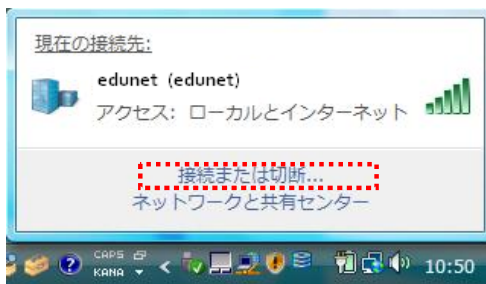 現在の接続先:
edunet (edunet)
アクセス: ローカルとインターネット
接続または切断...
ネットワークと共有センター
CAPS
KANA
10:50